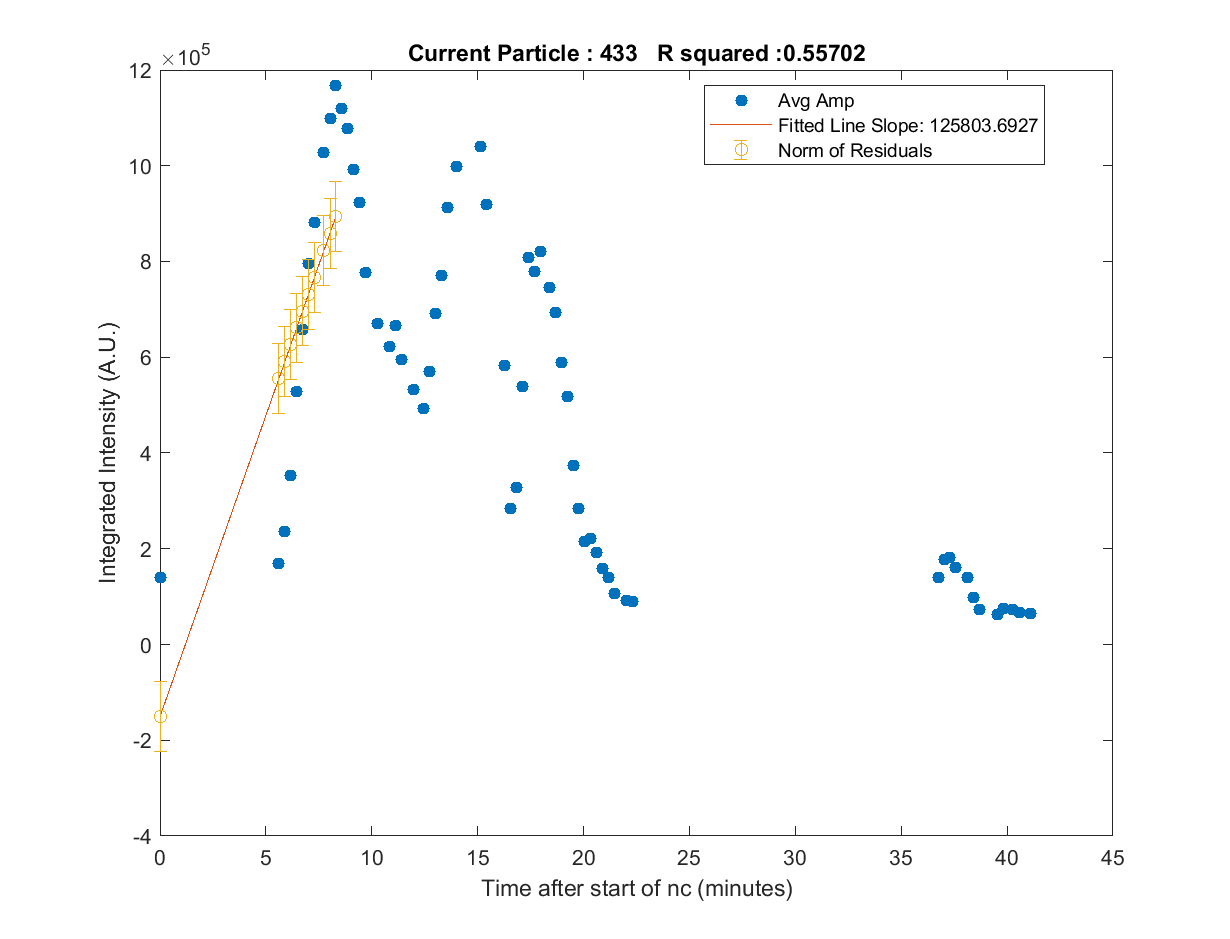 Current Particle : 433   R squared :0.55702
×10^5
12
10
8
6
4
2
0
-2
-4
Integrated Intensity (A.U.)
Avg Amp
Fitted Line Slope: 125803.6927
Norm of Residuals
0 5 10 15 20 25 30 35 40 45
Time after start of nc (minutes)